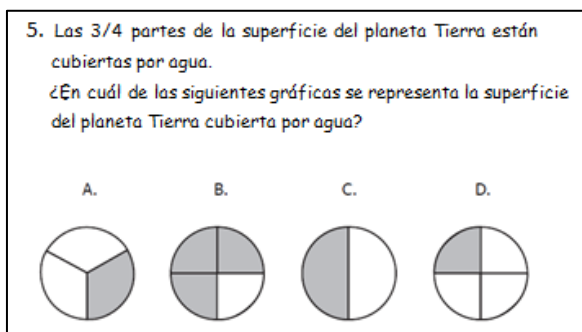 5. Las 3/4 partes de la superficie del planeta Tierra están
cubiertas por agua.
¿En cuál de las siguientes gráficas se representa la superficie
del planeta Tierra cubierta por agua?
A. B. C. D.